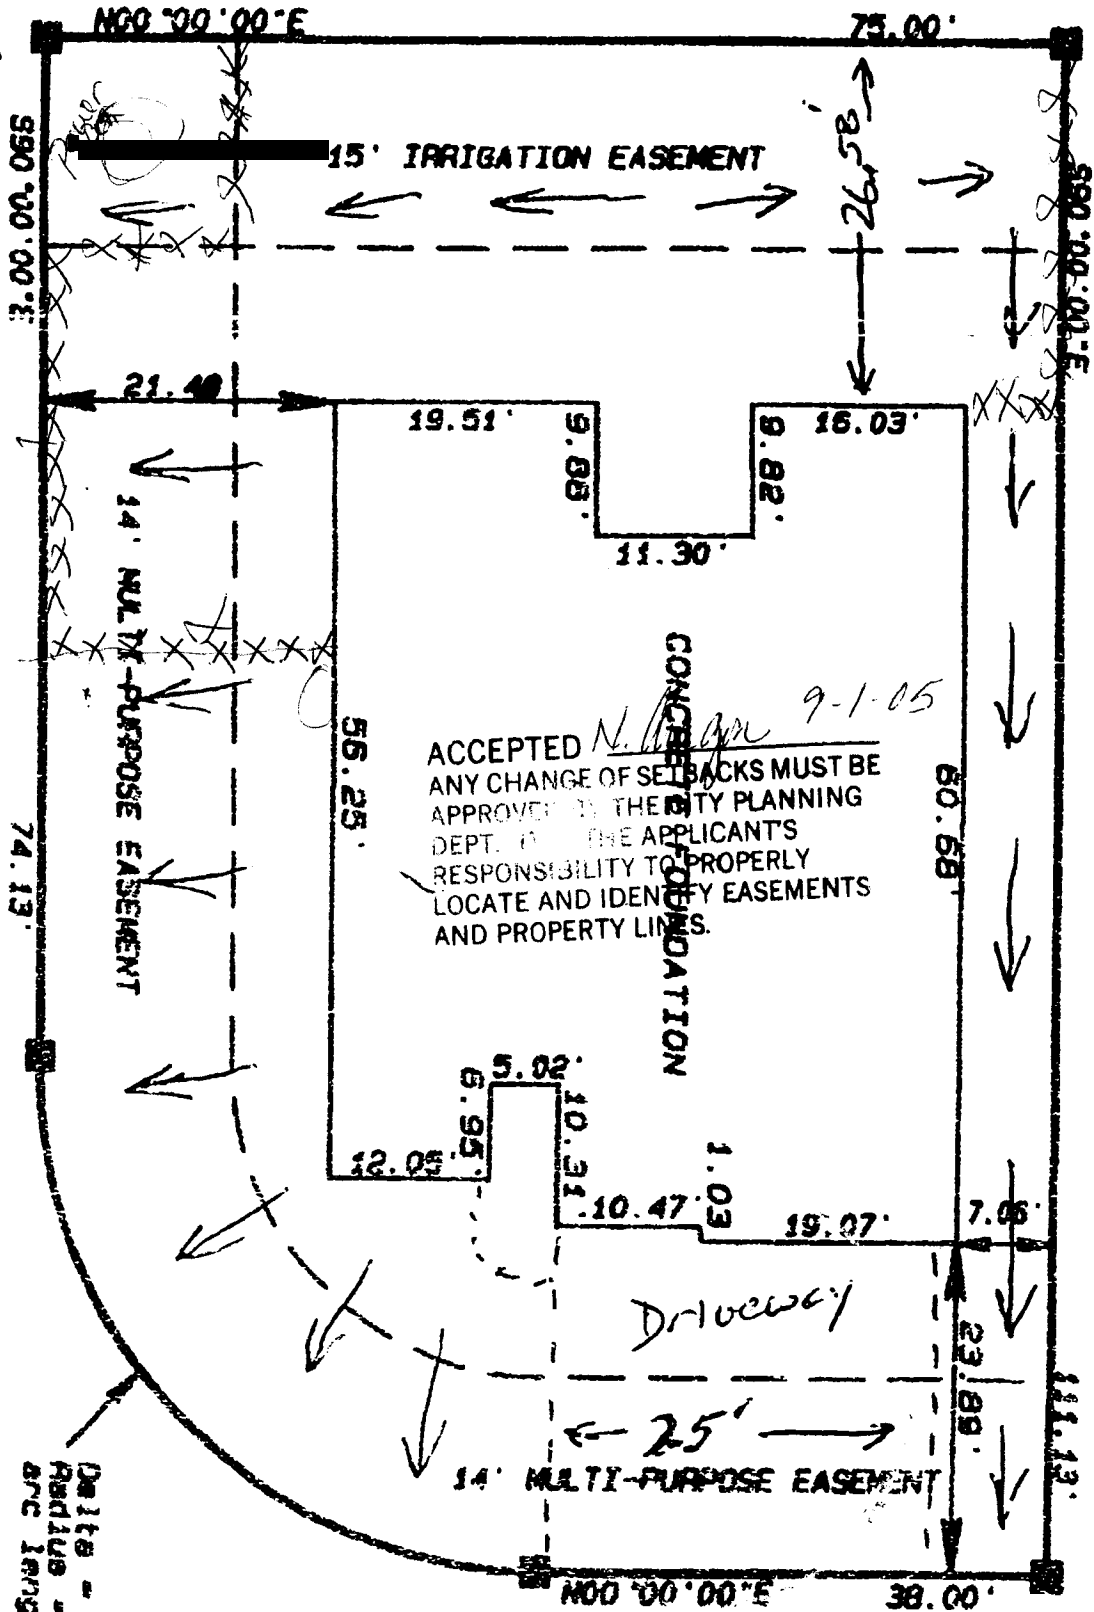 N00°00'00"E
75.00'
S90°00'00"E
15' IRRIGATION EASEMENT
26.58'
S90°00'00"E
21.48
19.51'
9.88'
9.82'
16.03'
11.30'
14' MULTI-PURPOSE EASEMENT
CONCRETE FOUNDATION
56.25'
60.68'
ACCEPTED 9-1-05
ANY CHANGE OF SETBACKS MUST BE
APPROVED BY THE CITY PLANNING
DEPT. THE APPLICANT'S
RESPONSIBILITY TO PROPERLY
LOCATE AND IDENTIFY EASEMENTS
AND PROPERTY LINES.
74.13'
5.02'
6.95'
10.31
12.05'
1.03
10.47
19.07'
7.06'
Driveway
23.89'
111.13'
25'
14' MULTI-PURPOSE EASEMENT
Delta =
Radius =
arc leng
N00°00'00"E
38.00'